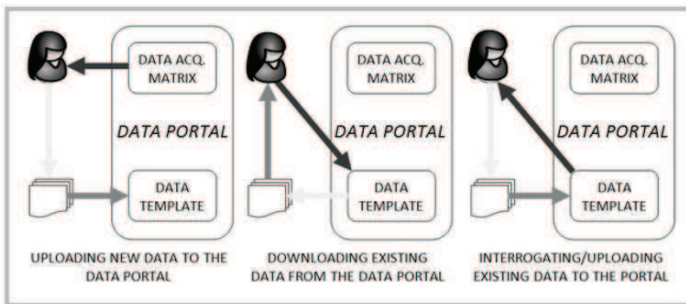 DATA ACQ.
MATRIX
DATA PORTAL
DATA
TEMPLATE
UPLOADING NEW DATA TO THE
DATA PORTAL
DATA ACQ.
MATRIX
DATA PORTAL
DATA
TEMPLATE
DOWNLOADING EXISTING
DATA FROM THE DATA PORTAL
DATA ACQ.
MATRIX
DATA PORTAL
DATA
TEMPLATE
INTERROGATING/UPLOADING
EXISTING DATA TO THE PORTAL